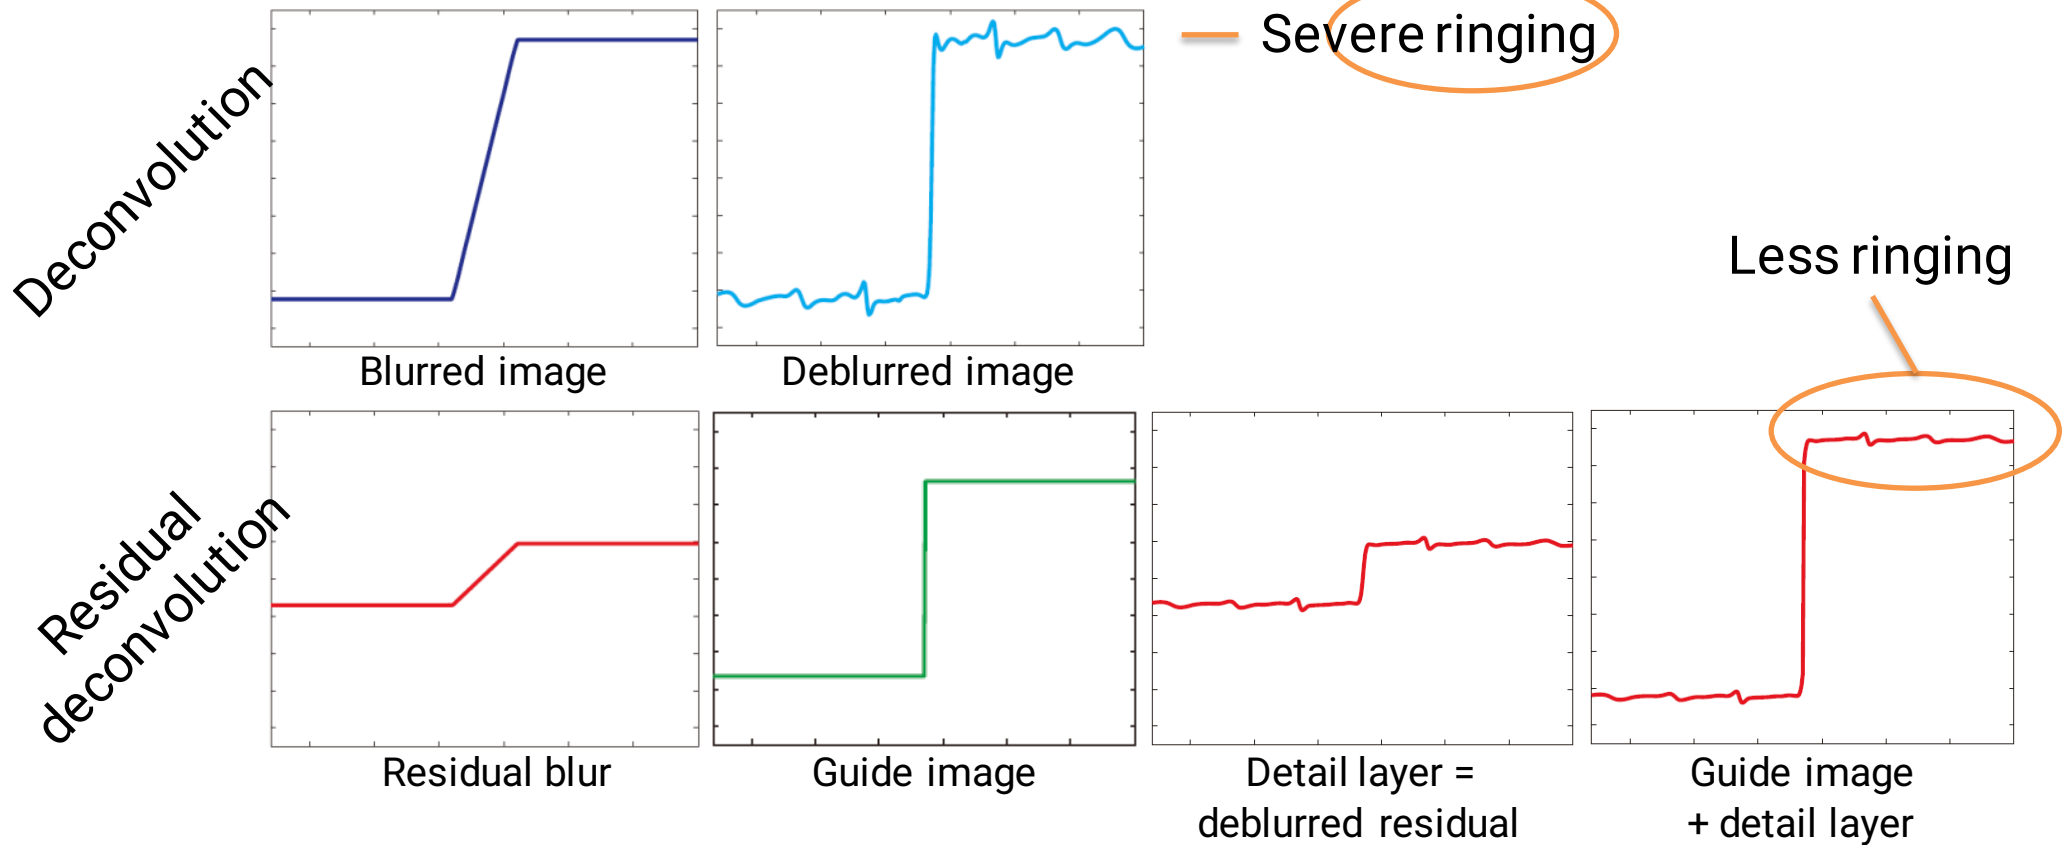 Deconvolution
Severe ringing
Less ringing
Blurred image
Deblurred image
Residual
deconvolution
Residual blur
Guide image
Detail layer =
deblurred residual
Guide image
+ detail layer